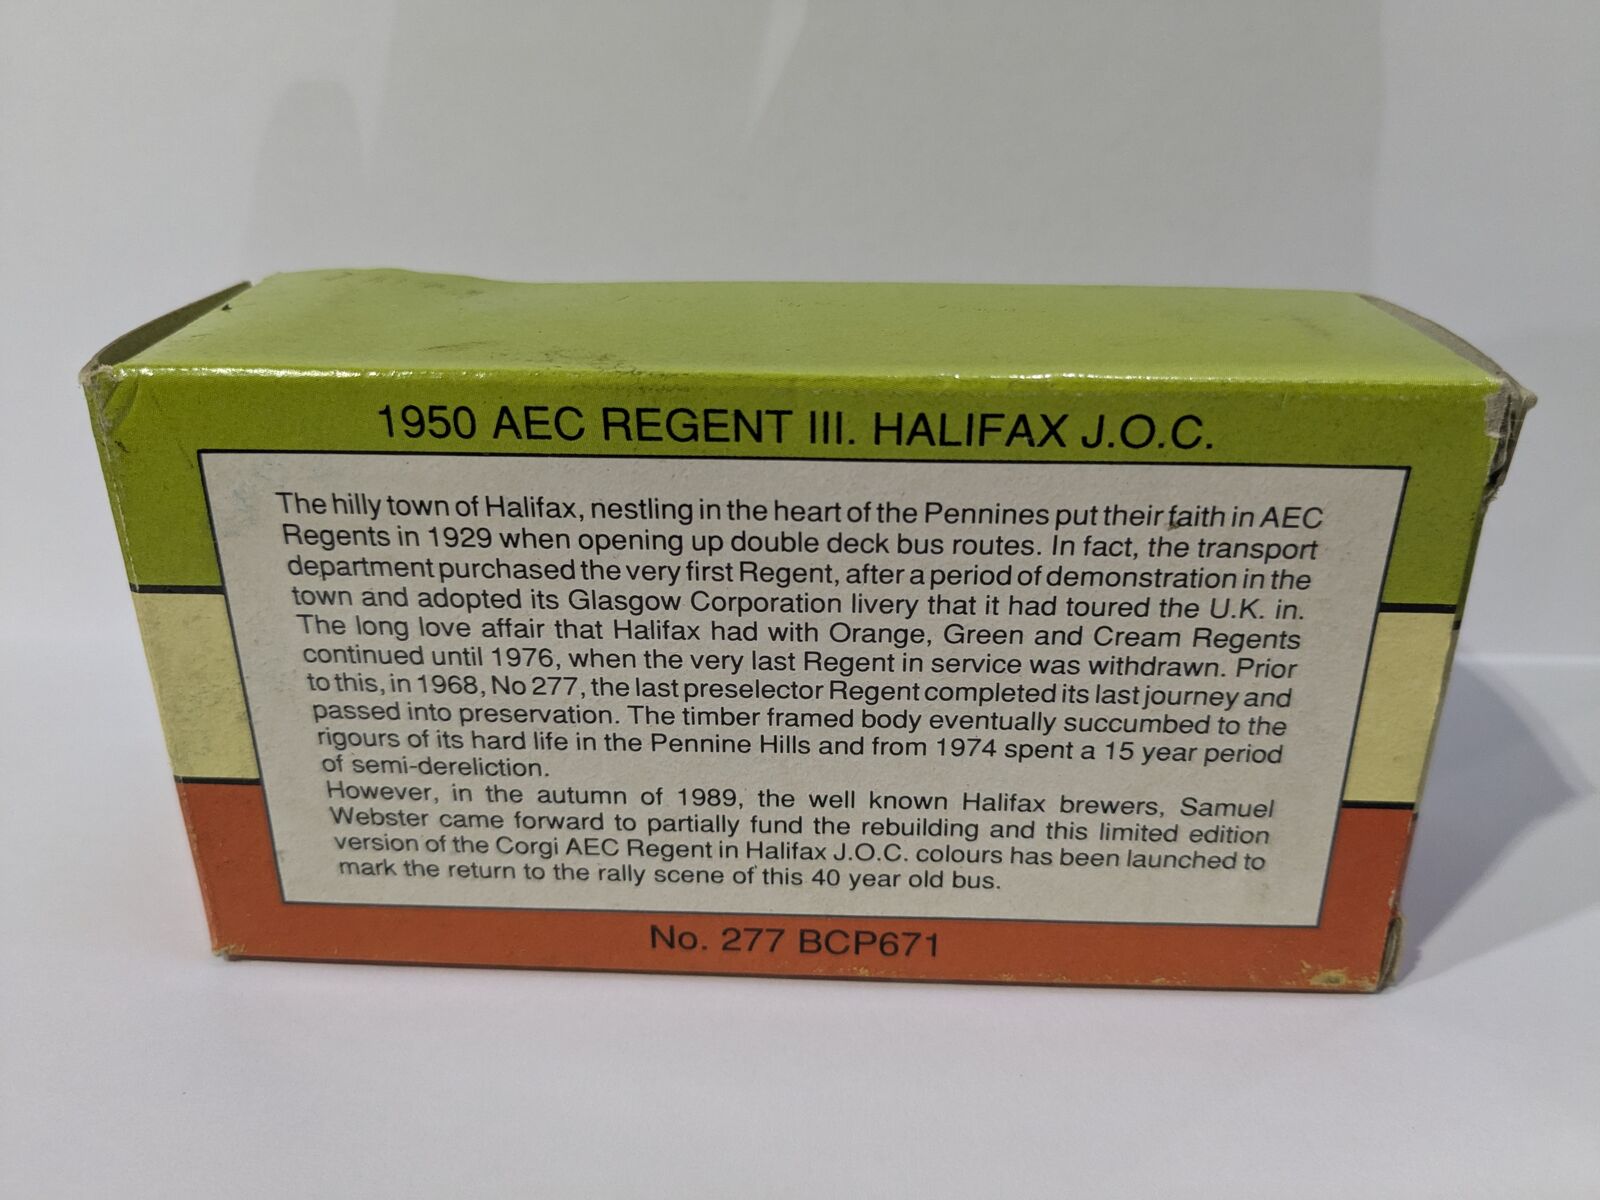 1950 AEC REGENT III. HALIFAX J.O.C.
The hilly town of Halifax, nestling in the heart of the Pennines put their faith in AEC
Regents in 1929 when opening up double deck bus routes. In fact, the transport
department purchased the very first Regent, after a period of demonstration in the
town and adopted its Glasgow Corporation livery that it had toured the U.K. in.
The long love affair that Halifax had with Orange, Green and Cream Regents
continued until 1976, when the very last Regent in service was withdrawn. Prior
to this, in 1968, No 277, the last preselector Regent completed its last journey and
passed into preservation. The timber framed body eventually succumbed to the
rigours of its hard life in the Pennine Hills and from 1974 spent a 15 year period
of semi-dereliction.
However, in the autumn of 1989, the well known Halifax brewers, Samuel
Webster came forward to partially fund the rebuilding and this limited edition
version of the Corgi AEC Regent in Halifax J.O.C. colours has been launched to
mark the return to the rally scene of this 40 year old bus.
No. 277 BCP671